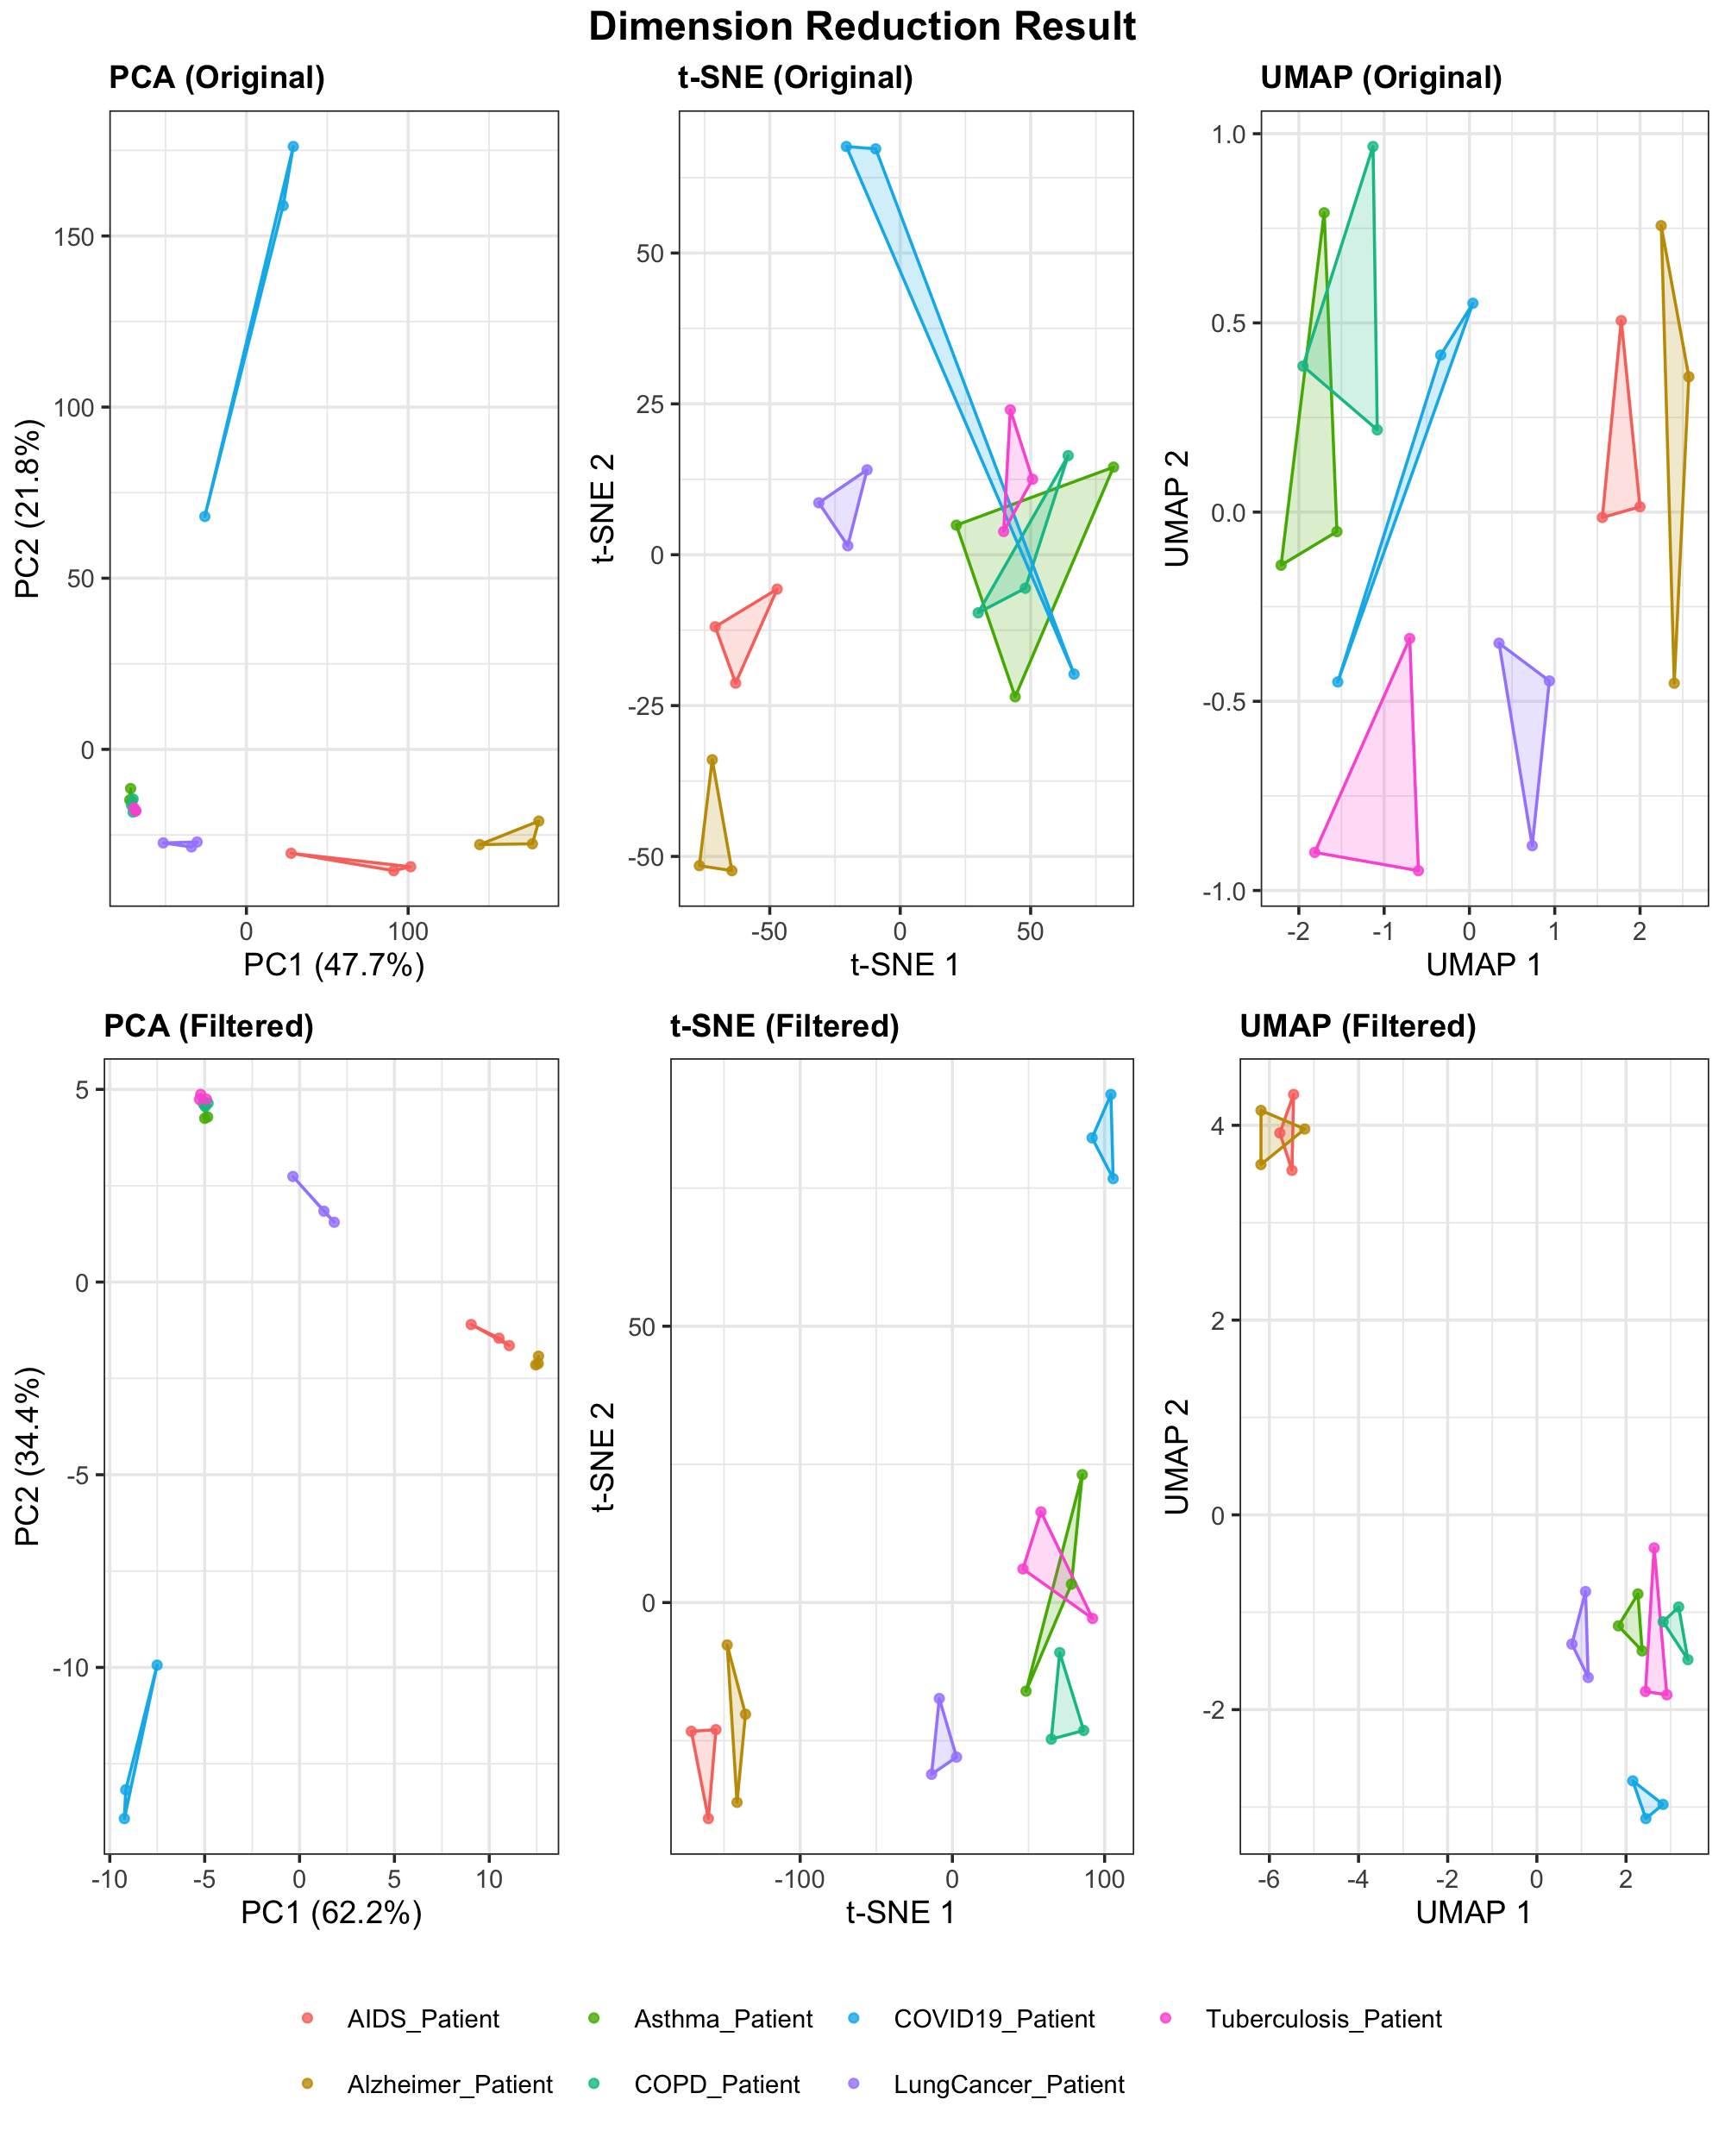 Dimension Reduction Result
PCA (Original)
t-SNE (Original)
UMAP (Original)
150
100
50
0
PC2 (21.8%)
0
100
PC1 (47.7%)
50
25
0
-25
-50
t-SNE 2
-50
0
50
t-SNE 1
1.0
0.5
0.0
-0.5
-1.0
UMAP 2
-2
-1
0
1
2
UMAP 1
PCA (Filtered)
t-SNE (Filtered)
UMAP (Filtered)
5
0
-5
-10
PC2 (34.4%)
-10
-5
0
5
10
PC1 (62.2%)
50
0
t-SNE 2
-100
0
100
t-SNE 1
4
2
0
-2
UMAP 2
-6
-4
-2
0
2
UMAP 1
AIDS_Patient
Asthma_Patient
COVID19_Patient
Tuberculosis_Patient
Alzheimer_Patient
COPD_Patient
LungCancer_Patient